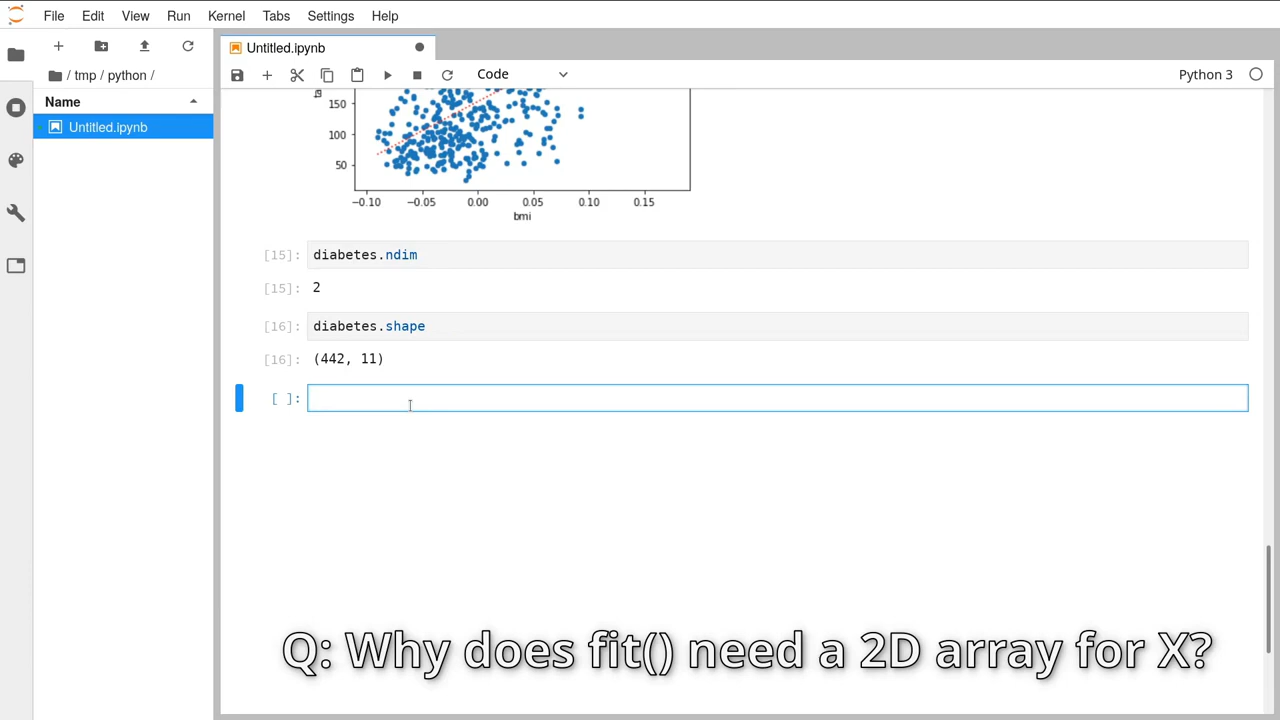 File Edit View Run Kernel Tabs Settings Help
Untitled.ipynb
Code
Python 3
/ tmp / python /
Name
Untitled.ipynb
150
100
50
−0.10 −0.05 0.00 0.05 0.10 0.15
bmi
[15]: diabetes.ndim
[15]: 2
[16]: diabetes.shape
[16]: (442, 11)
[ ]:
Q: Why does fit() need a 2D array for X?